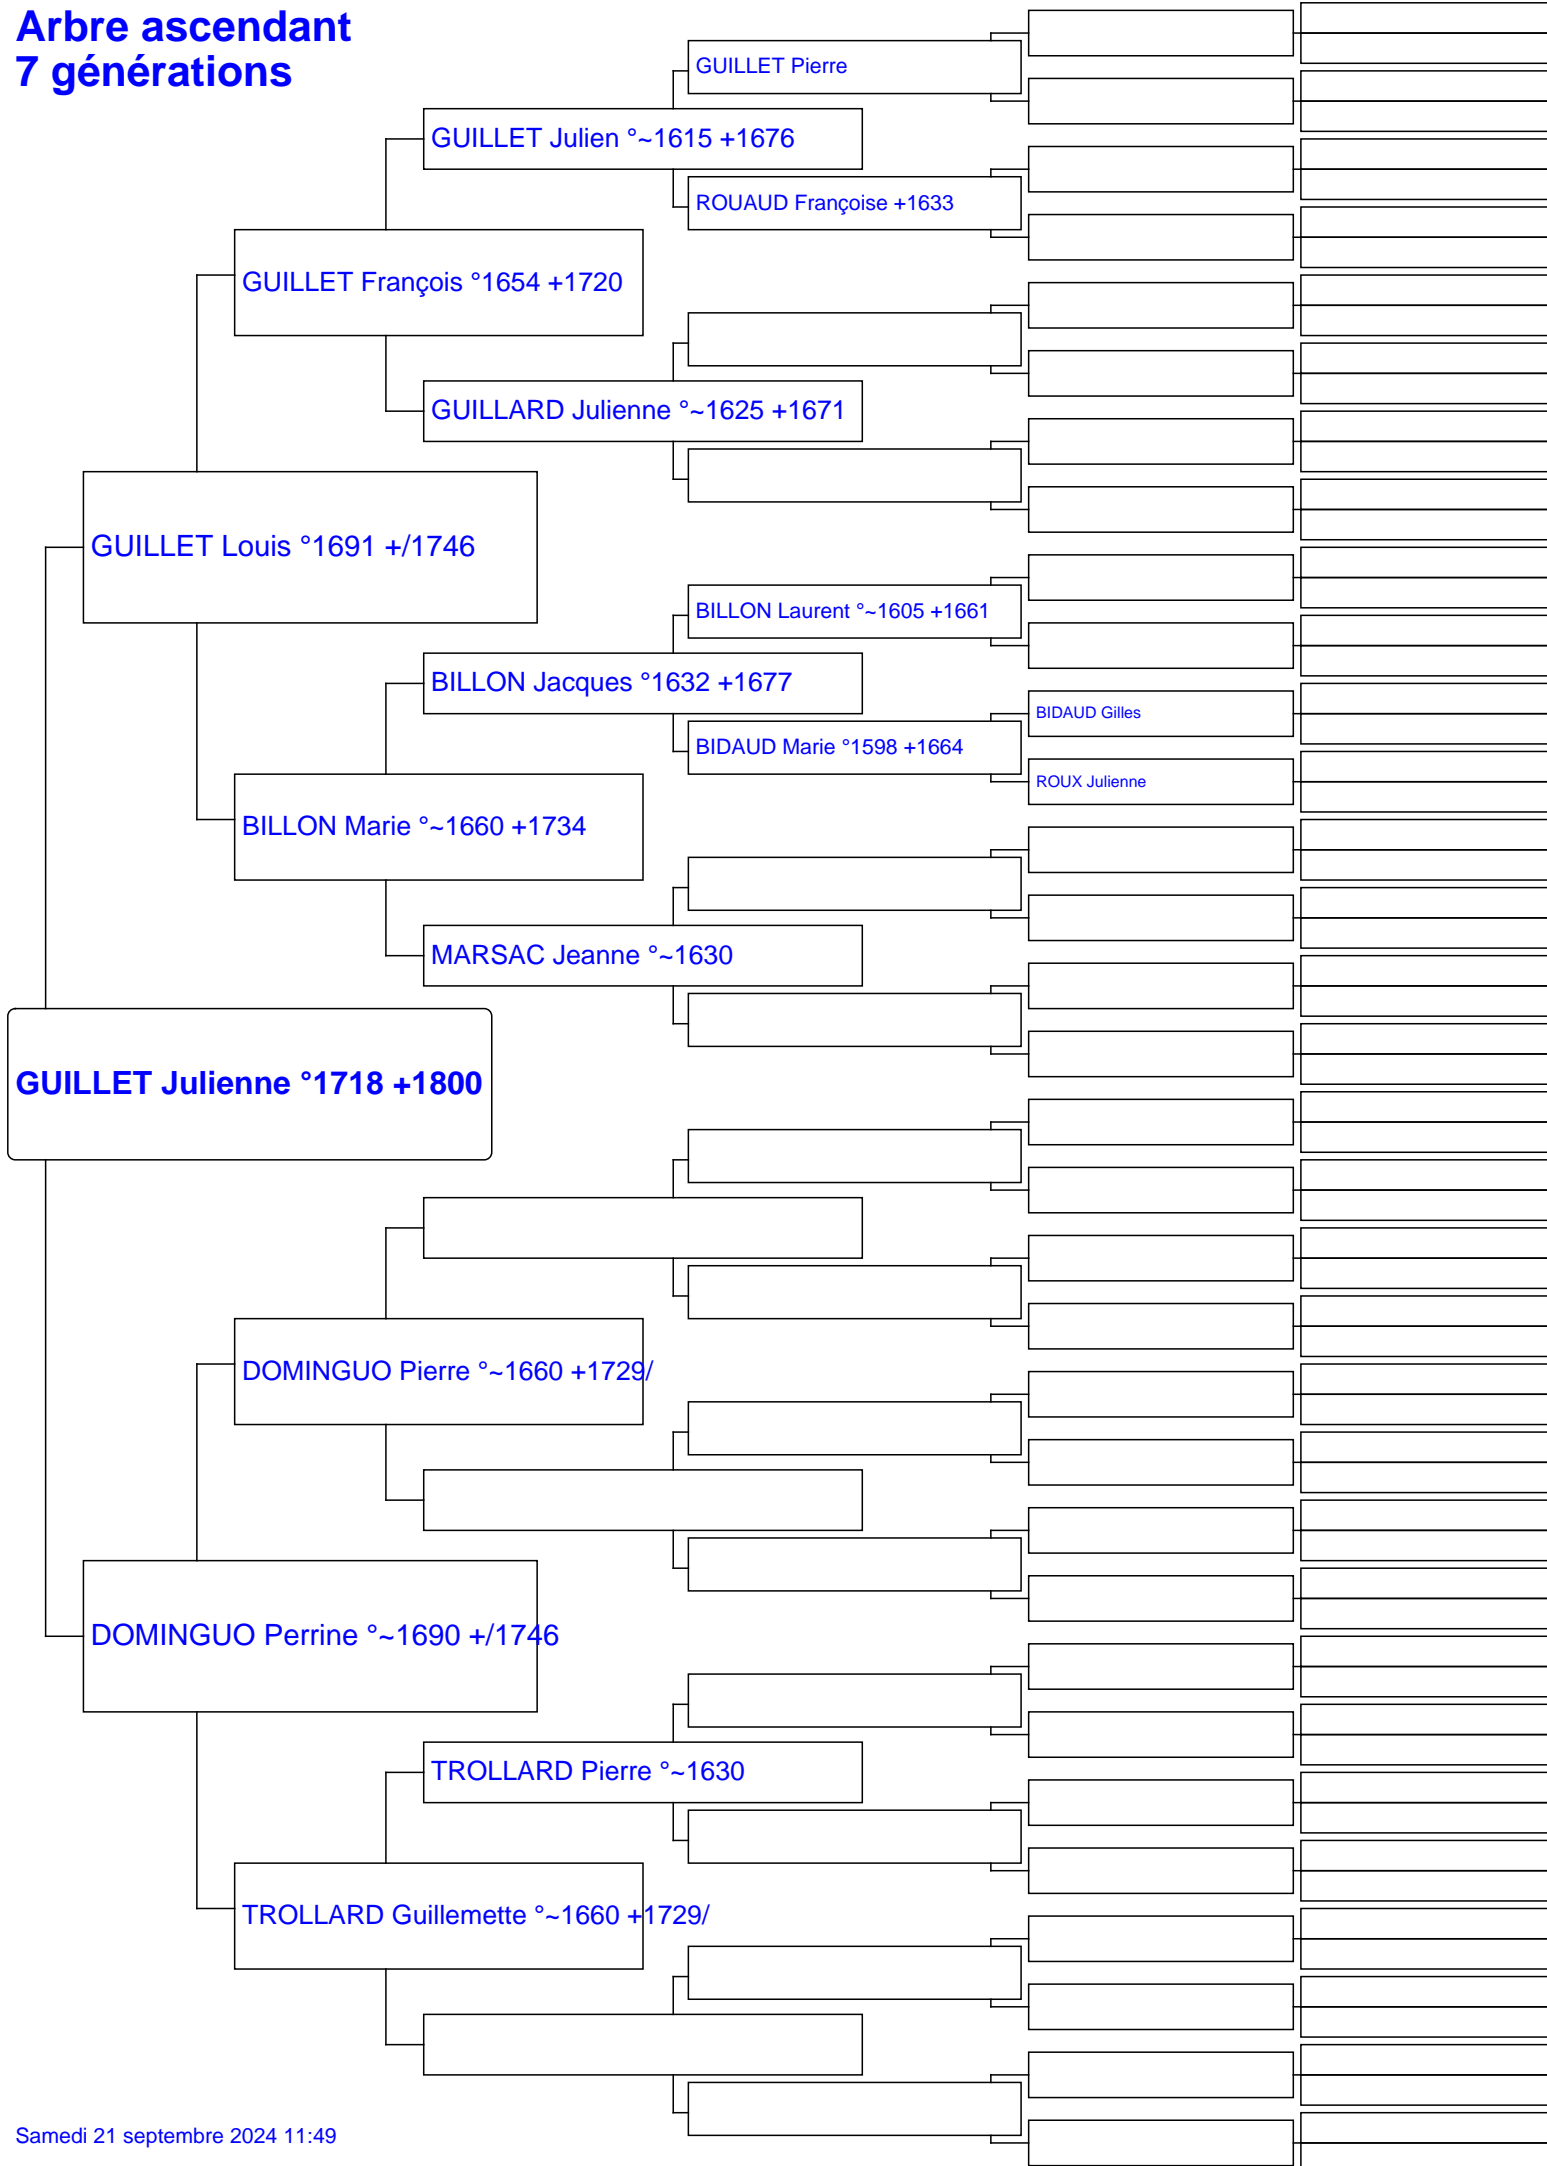 Arbre ascendant
7 générations
GUILLET Pierre
GUILLET Julien °~1615 +1676
ROUAUD Françoise +1633
GUILLET François °1654 +1720
GUILLARD Julienne °~1625 +1671
GUILLET Louis °1691 +/1746
BILLON Laurent °~1605 +1661
BILLON Jacques °1632 +1677
BIDAUD Gilles
BIDAUD Marie °1598 +1664
ROUX Julienne
BILLON Marie °~1660 +1734
MARSAC Jeanne °~1630
GUILLET Julienne °1718 +1800
DOMINGUO Pierre °~1660 +1729/
DOMINGUO Perrine °~1690 +/1746
TROLLARD Pierre °~1630
TROLLARD Guillemette °~1660 +1729/
Samedi 21 septembre 2024 11:49